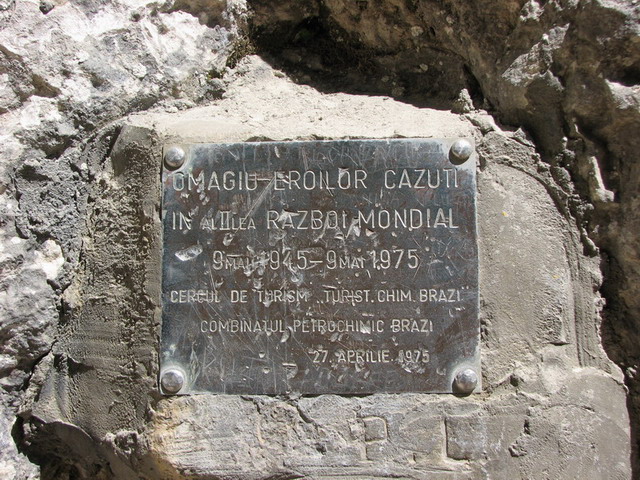 OMAGIU EROILOR CAZUTI
IN AL II LEA RAZBOI MONDIAL
9 MAI 1945-9 MAI 1975
CERCUL DE TURISM "TURIST. CHIM. BRAZI"
COMBINATUL PETROCHIMIC BRAZI
27. APRILIE. 1975